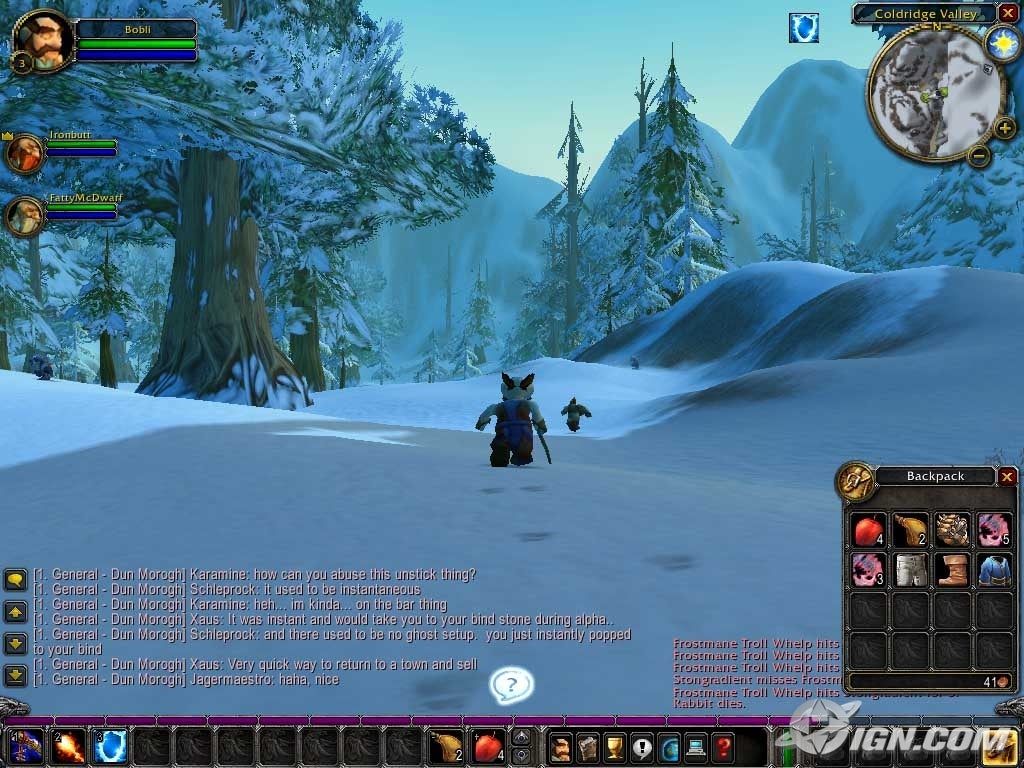 Bobli
3
Ironbutt
FattyMcDwarf
Coldridge Valley
N
Backpack
4
2
5
3
41
[1. General - Dun Morogh] Karamine: how can you abuse this unstick thing?
[1. General - Dun Morogh] Schleprock: it used to be instantaneous
[1. General - Dun Morogh] Karamine: heh... im kinda... on the bar thing
[1. General - Dun Morogh] Xaus: It was instant and would take you to your bind stone during alpha..
[1. General - Dun Morogh] Schleprock: and there used to be no ghost setup. you just instantly popped
to your bind
[1. General - Dun Morogh] Xaus: Very quick way to return to a town and sell
[1. General - Dun Morogh] Jagermaestro: haha, nice
Frostmane Troll Whelp hits
Frostmane Troll Whelp hits
Frostmane Troll Whelp hits
Stongradient misses Frostm
Frostmane Troll Whelp hits Stongradient for
Rabbit dies.
?
1
2
3
2
4
!
?
IGN.COM